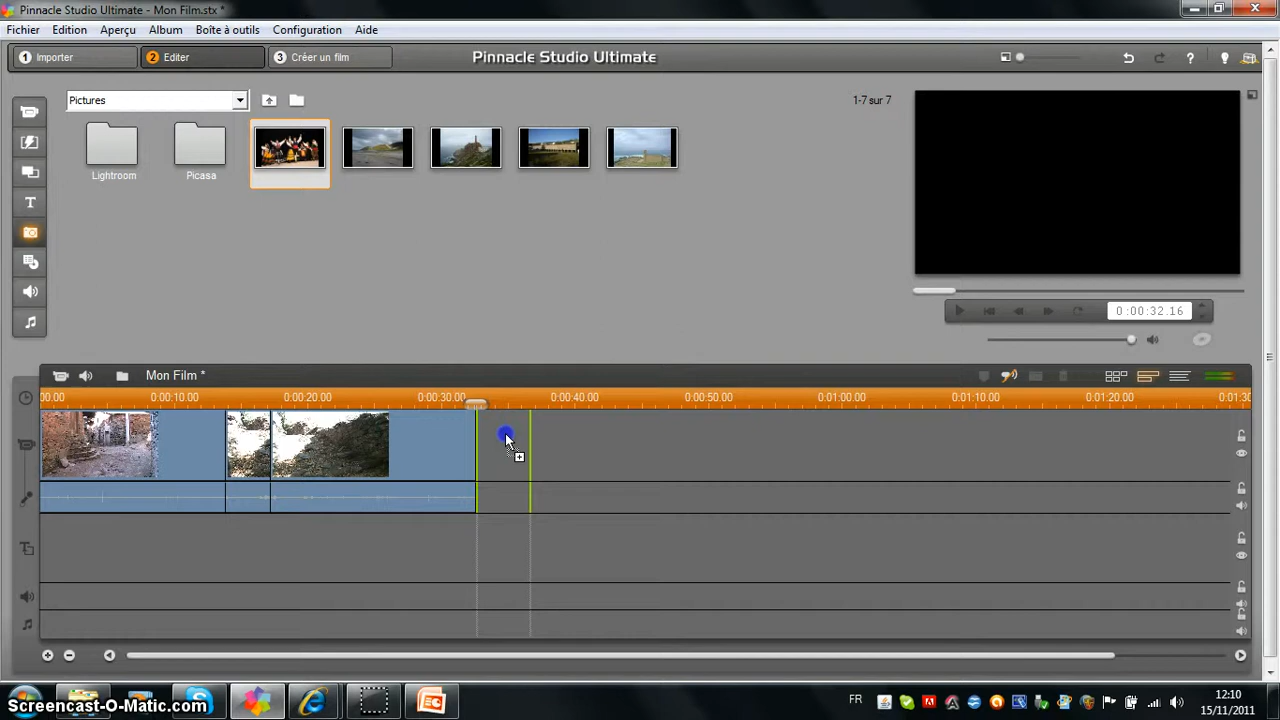 Pinnacle Studio Ultimate - Mon Film.stx *
Fichier Edition Aperçu Album Boîte à outils Configuration Aide
1 Importer 2 Editer 3 Créer un film Pinnacle Studio Ultimate
Pictures 1-7 sur 7
Lightroom Picasa
0:00:32.16
Mon Film *
00.00 0:00:10.00 0:00:20.00 0:00:30.00 0:00:40.00 0:00:50.00 0:01:00.00 0:01:10.00 0:01:20.00 0:01:30
FR 12:10
15/11/2011
Screencast-O-Matic.com